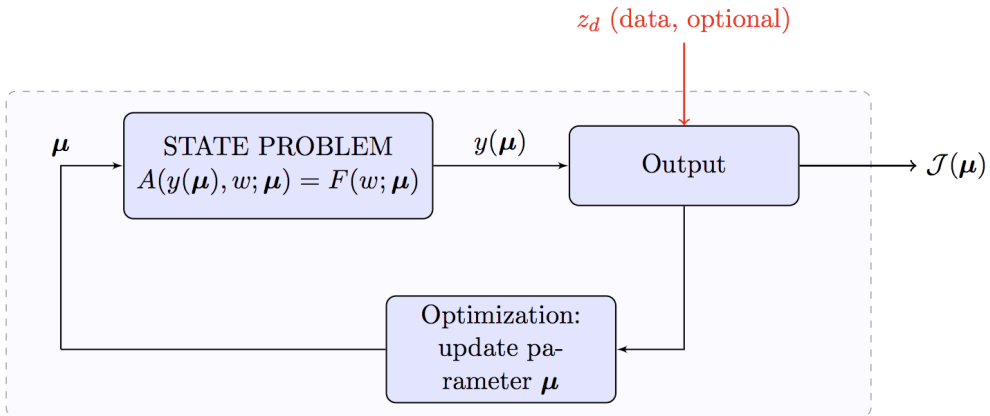 z_d (data, optional)
μ
STATE PROBLEM
A(y(μ), w; μ) = F(w; μ)
y(μ)
Output
𝒥(μ)
Optimization:
update pa-
rameter μ